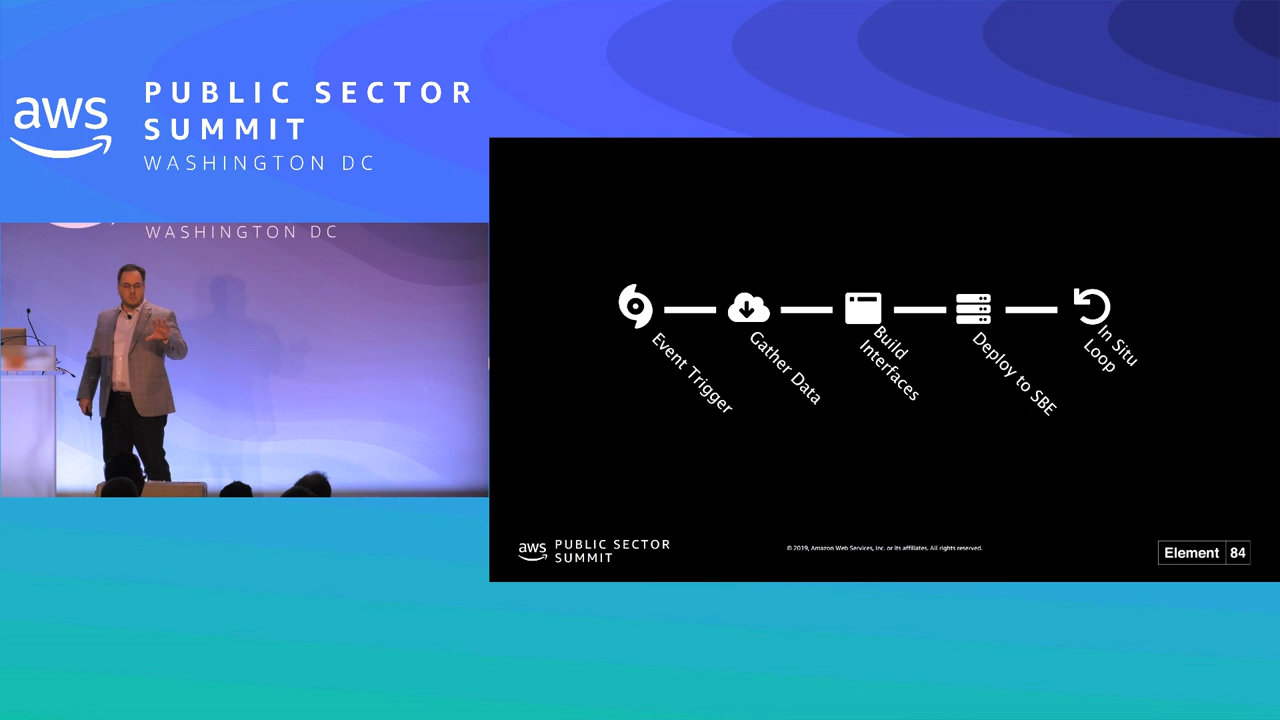 aws
PUBLIC SECTOR
SUMMIT
WASHINGTON DC
WASHINGTON DC
Event Trigger
Gather Data
Build
Interfaces
Deploy to SBE
In Situ
Loop
aws
PUBLIC SECTOR
SUMMIT
© 2019, Amazon Web Services, Inc. or its affiliates. All rights reserved.
Element 84